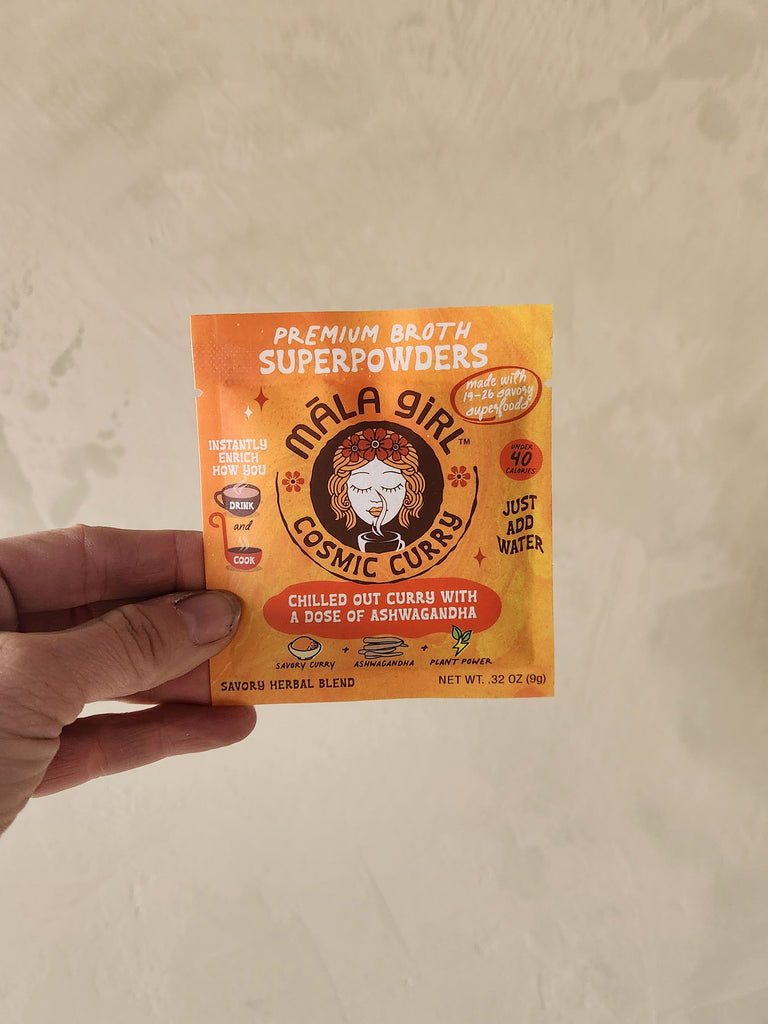 PREMIUM BROTH
SUPERPOWDERS
made with
19-26 savory
superfoods
MĀLA GIRL™
INSTANTLY
ENRICH
HOW YOU
DRINK
and
COOK
UNDER
40
CALORIES
JUST
ADD
WATER
COSMIC CURRY
CHILLED OUT CURRY WITH
A DOSE OF ASHWAGANDHA
SAVORY CURRY + ASHWAGANDHA + PLANT POWER
SAVORY HERBAL BLEND
NET WT. .32 OZ (9g)